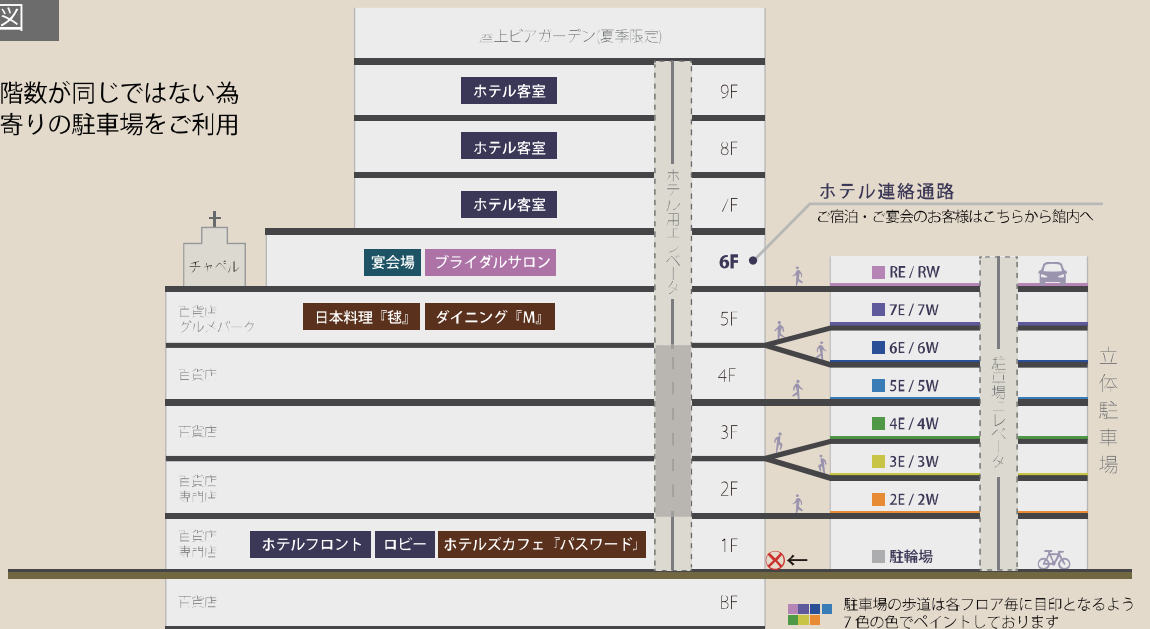 図
階数が同じではない為
寄りの駐車場をご利用
上ビアガーデン(夏季限定)
ホテル客室
9F
ホテル客室
8F
ホテル客室
/F
ホテル用エレベータ
ホテル連絡通路
ご宿泊・ご宴会のお客様はこちらから館内へ
チャペル
宴会場
ブライダルサロン
6F
RE / RW
百貨店
グルメパーク
日本料理『毬』
ダイニング『M』
5F
7E / 7W
6E / 6W
百貨店
4F
5E / 5W
立体駐車場
百貨店
3F
4E / 4W
3E / 3W
百貨店
専門店
2F
2E / 2W
百貨店
専門店
ホテルフロント
ロビー
ホテルズカフェ『パスワード』
1F
←
駐輪場
百貨店
BF
駐車場の歩道は各フロア毎に目印となるよう
7色の色でペイントしております